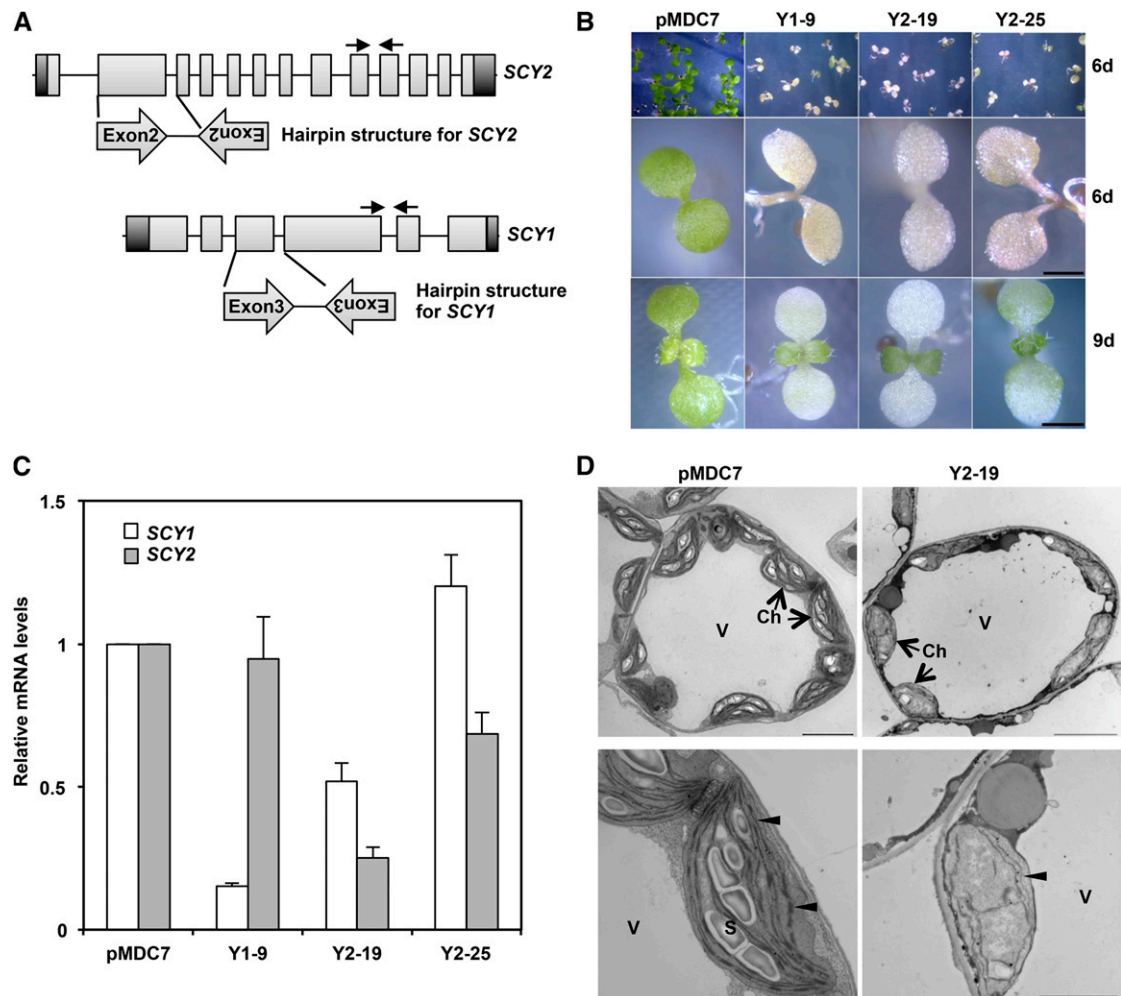 A
SCY2
Exon2
Exon2
Hairpin structure for SCY2
SCY1
Exon3
Exon3
Hairpin structure
for SCY1
B
pMDC7
Y1-9
Y2-19
Y2-25
6d
6d
9d
C
Relative mRNA levels
1.5
1
0.5
0
SCY1
SCY2
pMDC7
Y1-9
Y2-19
Y2-25
D
pMDC7
Y2-19
Ch
V
Ch
V
V
S
V